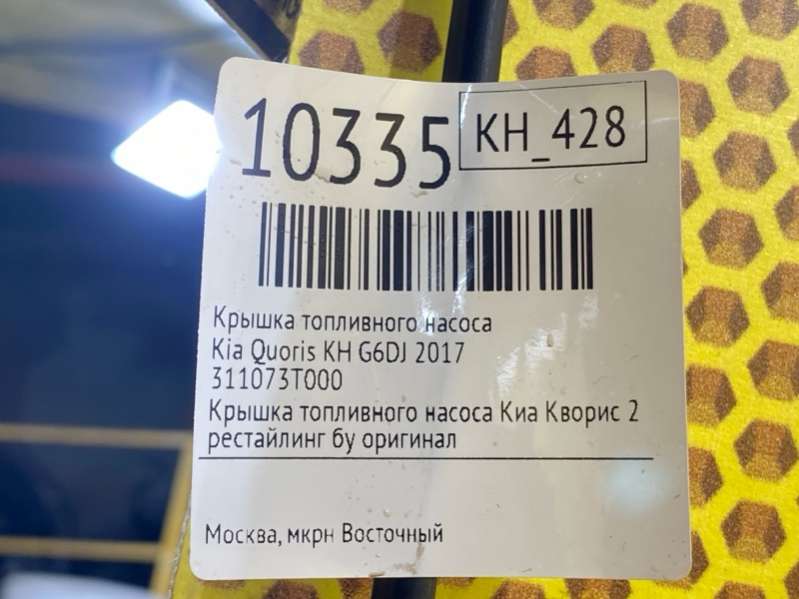 10335
KH_428
Крышка топливного насоса
Kia Quoris KH G6DJ 2017
311073T000
Крышка топливного насоса Киа Кворис 2
рестайлинг бу оригинал
Москва, мкрн Восточный